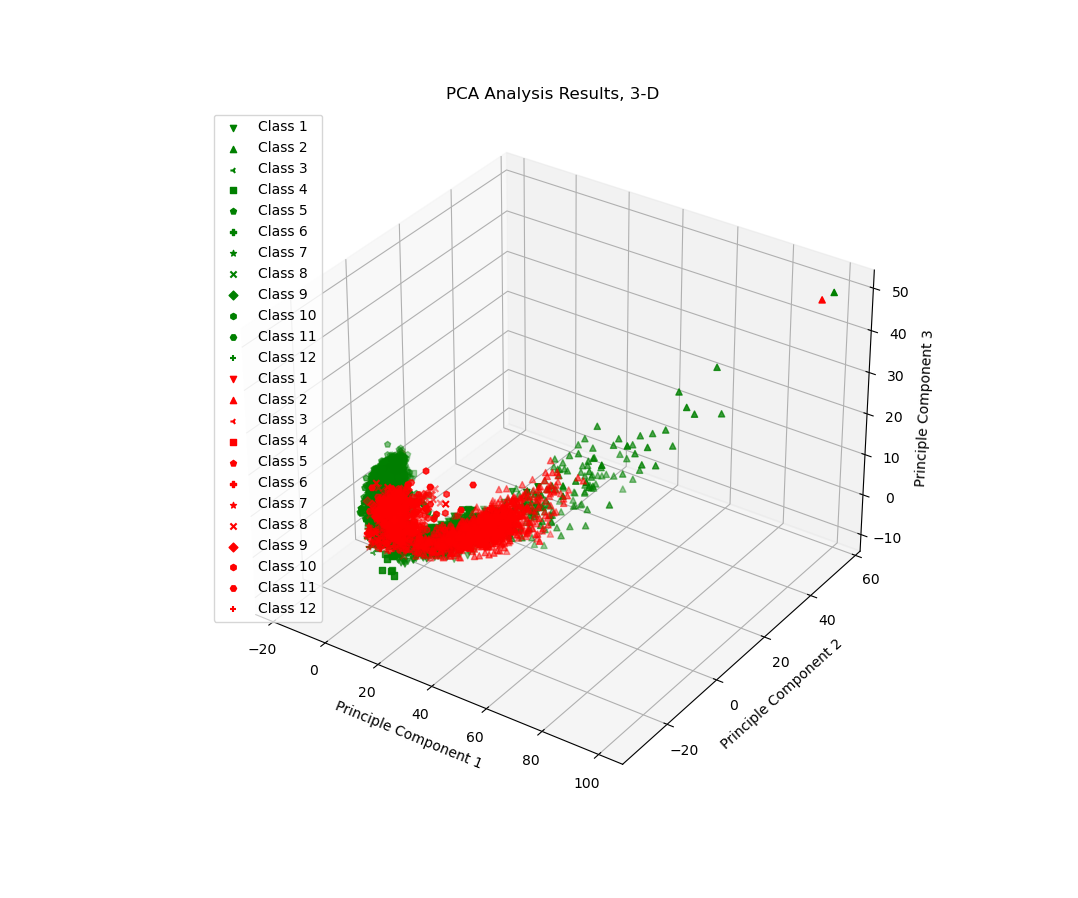 PCA Analysis Results, 3-D
Class 1
Class 2
Class 3
Class 4
Class 5
Class 6
Class 7
Class 8
Class 9
Class 10
Class 11
Class 12
Class 1
Class 2
Class 3
Class 4
Class 5
Class 6
Class 7
Class 8
Class 9
Class 10
Class 11
Class 12
−20
0
20
40
60
80
100
Principle Component 1
−20
0
20
40
60
Principle Component 2
50
40
30
20
10
0
−10
Principle Component 3